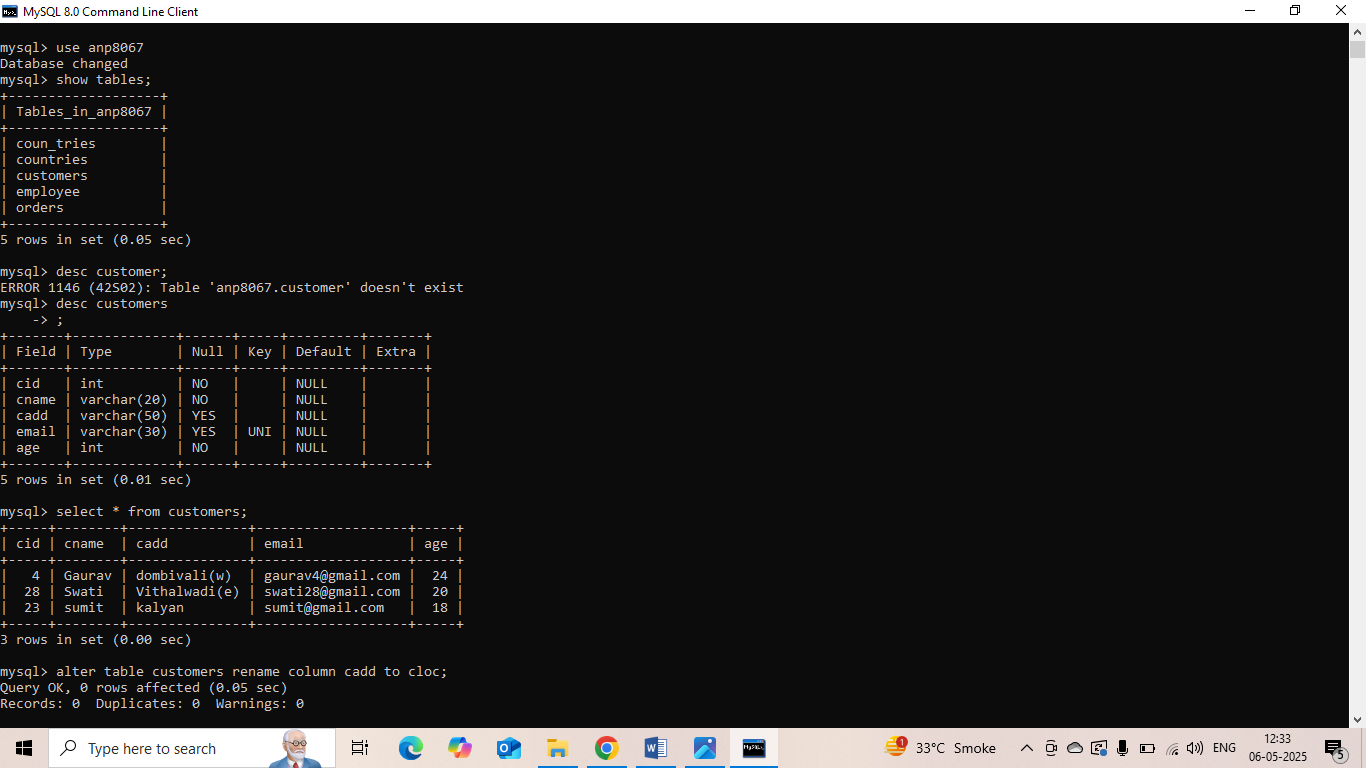 MySQL 8.0 Command Line Client
mysql> use anp8067
Database changed
mysql> show tables;
+-------------------+
| Tables_in_anp8067 |
+-------------------+
| coun_tries        |
| countries         |
| customers         |
| employee          |
| orders            |
+-------------------+
5 rows in set (0.05 sec)
mysql> desc customer;
ERROR 1146 (42S02): Table 'anp8067.customer' doesn't exist
mysql> desc customers
    -> ;
+-------+-------------+------+-----+---------+-------+
| Field | Type        | Null | Key | Default | Extra |
+-------+-------------+------+-----+---------+-------+
| cid   | int         | NO   |     | NULL    |       |
| cname | varchar(20) | NO   |     | NULL    |       |
| cadd  | varchar(50) | YES  |     | NULL    |       |
| email | varchar(30) | YES  | UNI | NULL    |       |
| age   | int         | NO   |     | NULL    |       |
+-------+-------------+------+-----+---------+-------+
5 rows in set (0.01 sec)
mysql> select * from customers;
+-----+--------+---------------+-------------------+-----+
| cid | cname  | cadd          | email             | age |
+-----+--------+---------------+-------------------+-----+
|   4 | Gaurav | dombivali(w)  | gaurav4@gmail.com |  24 |
|  28 | Swati  | Vithalwadi(e) | swati28@gmail.com |  20 |
|  23 | sumit  | kalyan        | sumit@gmail.com   |  18 |
+-----+--------+---------------+-------------------+-----+
3 rows in set (0.00 sec)
mysql> alter table customers rename column cadd to cloc;
Query OK, 0 rows affected (0.05 sec)
Records: 0  Duplicates: 0  Warnings: 0
Type here to search
1
33°C Smoke
ENG
12:33
06-05-2025
5